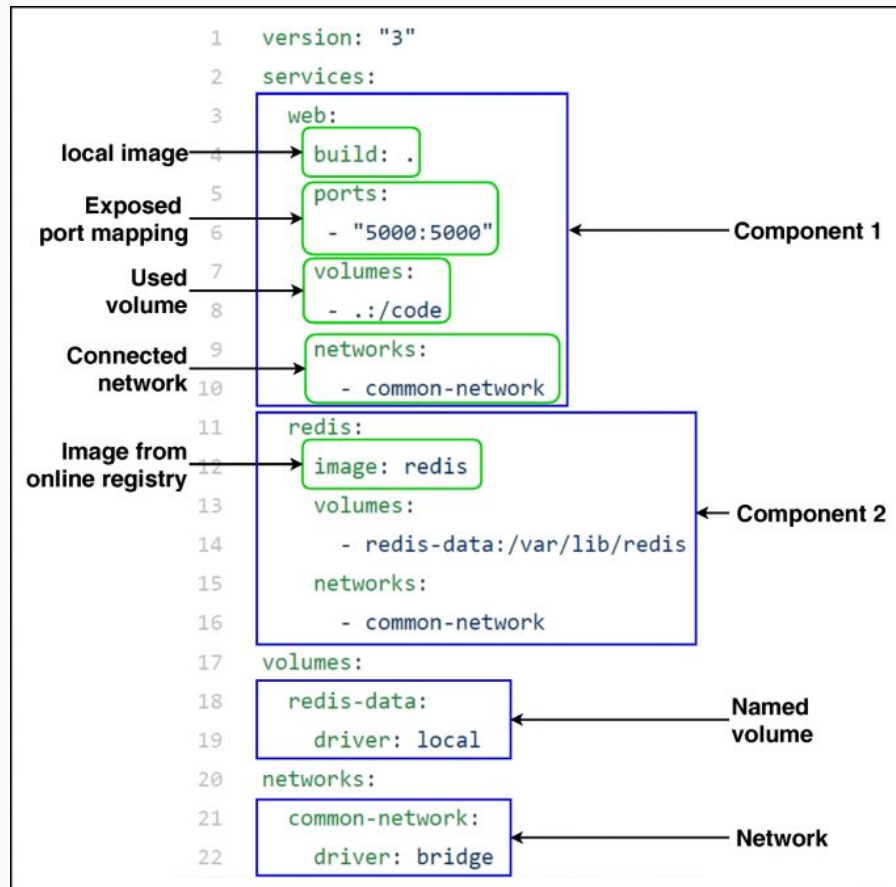 1 version: "3"
2 services:
3 web:
local image
4 build: .
5 ports:
Exposed
port mapping
6 - "5000:5000"
Component 1
7 volumes:
Used
volume
8 - .:/code
9 networks:
Connected
network
10 - common-network
11 redis:
Image from
online registry
12 image: redis
13 volumes:
Component 2
14 - redis-data:/var/lib/redis
15 networks:
16 - common-network
17 volumes:
18 redis-data:
Named
volume
19 driver: local
20 networks:
21 common-network:
Network
22 driver: bridge